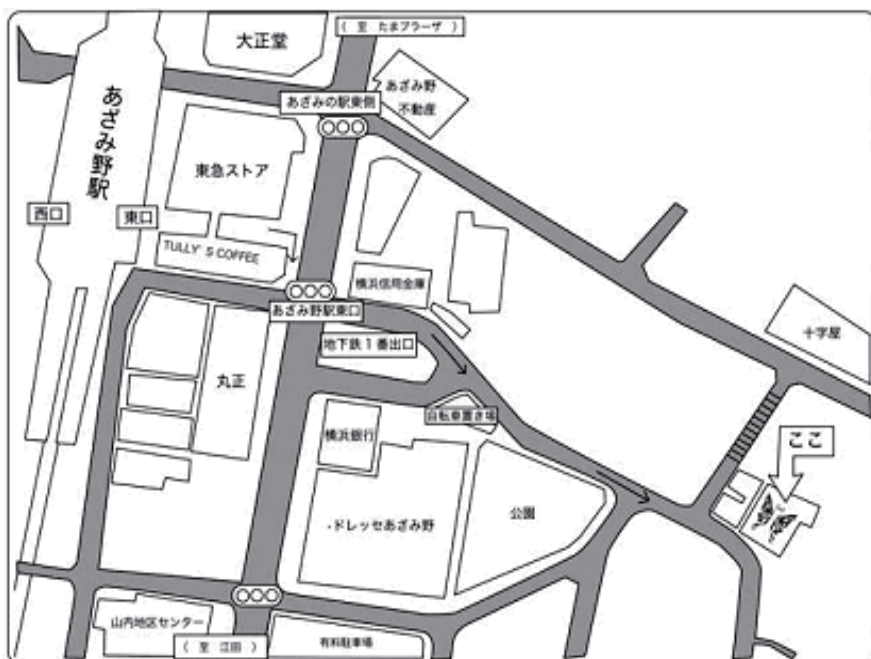 （ 至 たまプラーザ ）
大正堂
あざみ野
不動産
あざみの駅東側
あざみ野駅
東急ストア
西口
東口
TULLY'S COFFEE
横浜信用金庫
あざみ野駅東口
地下鉄１番出口
十字屋
丸正
自転車置き場
横浜銀行
ここ
・ドレッセあざみ野
公園
山内地区センター
（ 至 江田 ）
有料駐車場